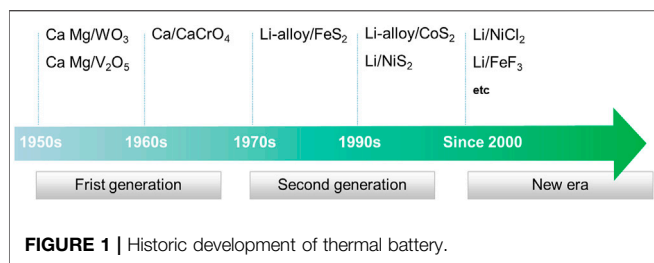 Ca Mg/WO₃
Ca Mg/V₂O₅
Ca/CaCrO₄
Li-alloy/FeS₂
Li-alloy/CoS₂
Li/NiS₂
Li/NiCl₂
Li/FeF₃
etc
1950s 1960s 1970s 1990s Since 2000
Frist generation Second generation New era
FIGURE 1 | Historic development of thermal battery.